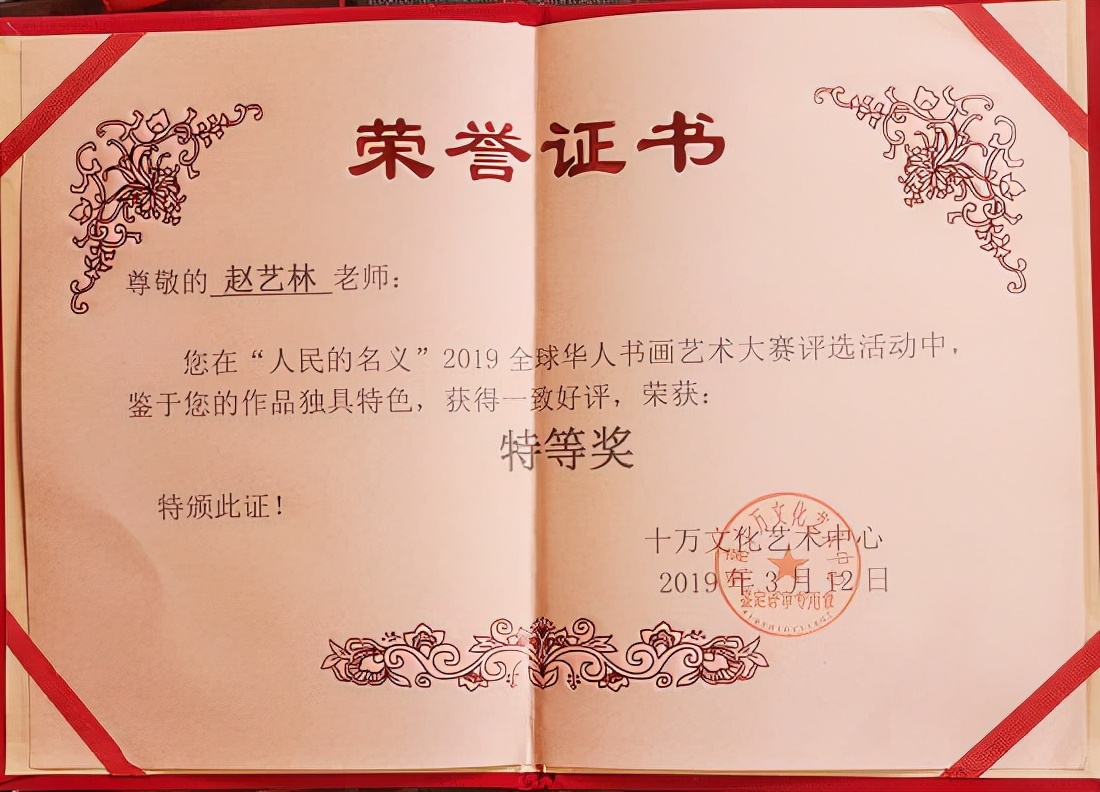 荣誉证书
尊敬的 赵艺林 老师：
您在“人民的名义”2019全球华人书画艺术大赛评选活动中，
鉴于您的作品独具特色，获得一致好评，荣获：
特等奖
特颁此证！
十万文化艺术中心
2019年3月12日